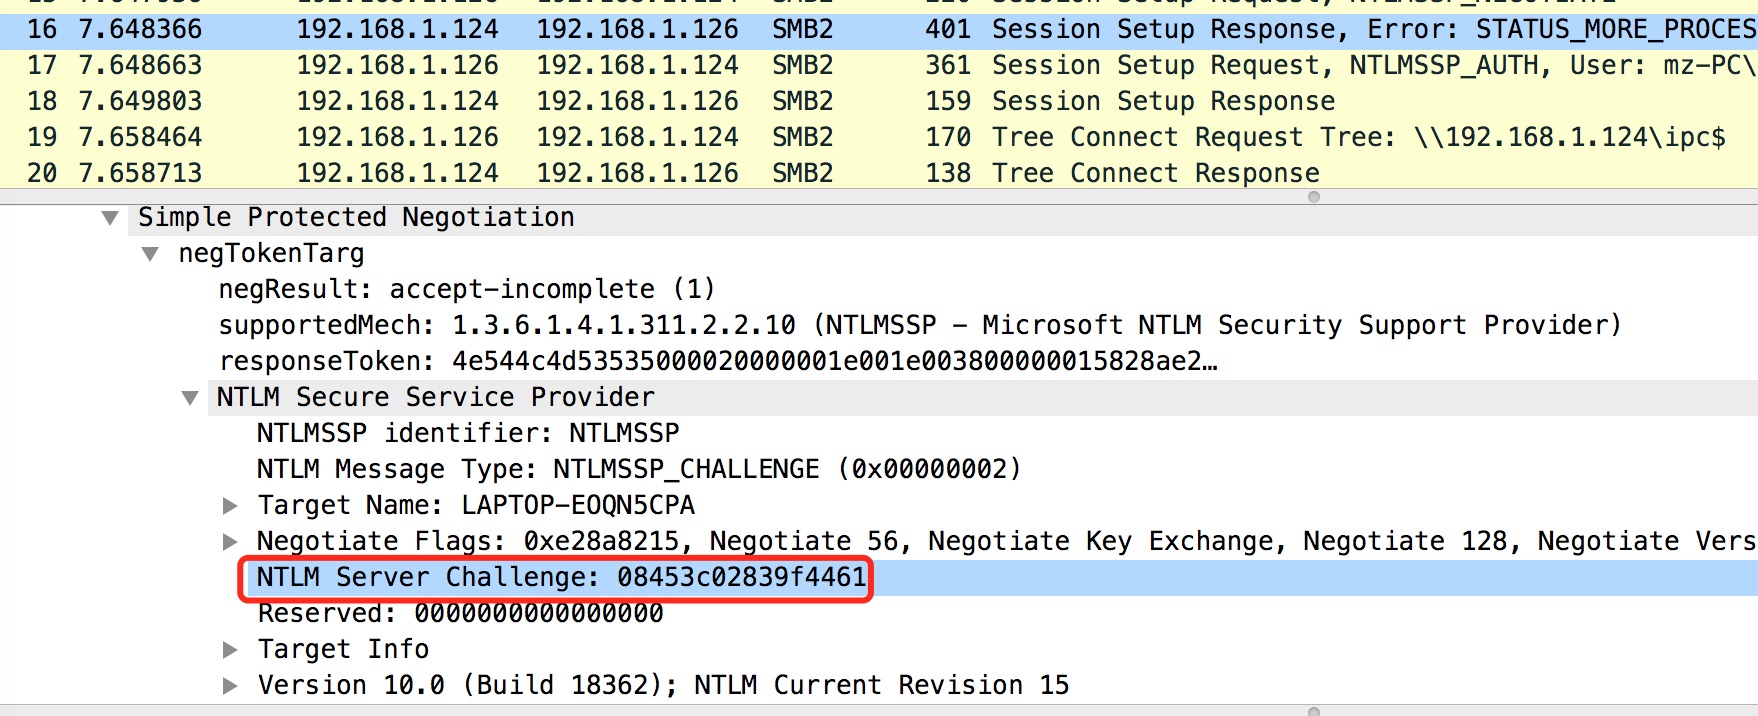 16 7.648366 192.168.1.124 192.168.1.126 SMB2 401 Session Setup Response, Error: STATUS_MORE_PROCES
17 7.648663 192.168.1.126 192.168.1.124 SMB2 361 Session Setup Request, NTLMSSP_AUTH, User: mz-PC\
18 7.649803 192.168.1.124 192.168.1.126 SMB2 159 Session Setup Response
19 7.658464 192.168.1.126 192.168.1.124 SMB2 170 Tree Connect Request Tree: \\192.168.1.124\ipc$
20 7.658713 192.168.1.124 192.168.1.126 SMB2 138 Tree Connect Response
Simple Protected Negotiation
negTokenTarg
negResult: accept-incomplete (1)
supportedMech: 1.3.6.1.4.1.311.2.2.10 (NTLMSSP - Microsoft NTLM Security Support Provider)
responseToken: 4e544c4d53535000020000001e001e003800000015828ae2…
NTLM Secure Service Provider
NTLMSSP identifier: NTLMSSP
NTLM Message Type: NTLMSSP_CHALLENGE (0x00000002)
Target Name: LAPTOP-EOQN5CPA
Negotiate Flags: 0xe28a8215, Negotiate 56, Negotiate Key Exchange, Negotiate 128, Negotiate Vers
NTLM Server Challenge: 08453c02839f4461
Reserved: 0000000000000000
Target Info
Version 10.0 (Build 18362); NTLM Current Revision 15